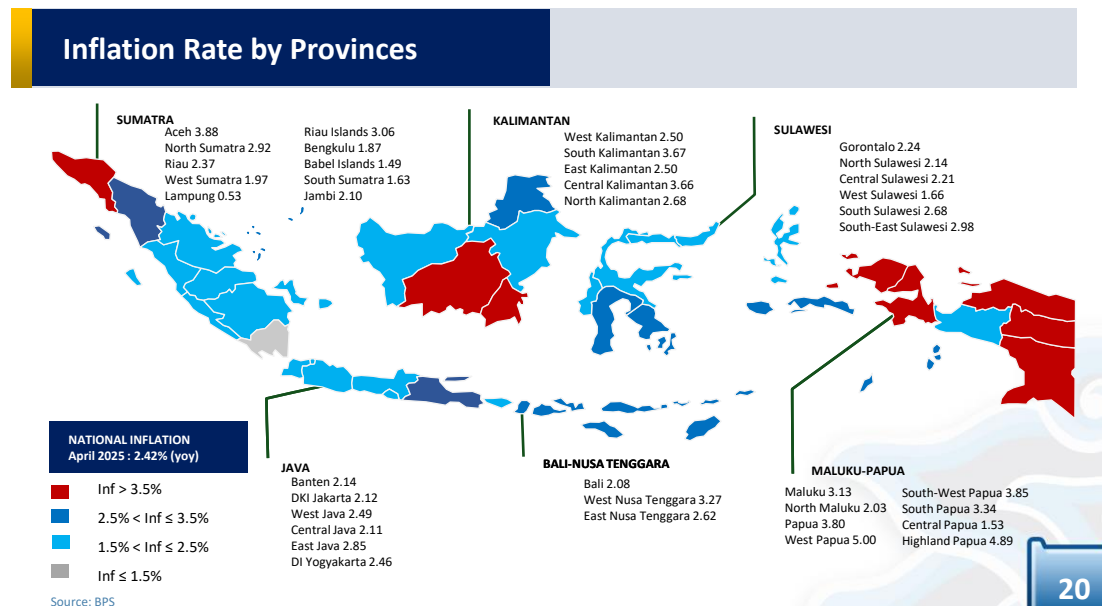 Inflation Rate by Provinces
SUMATRA
Aceh 3.88
North Sumatra 2.92
Riau 2.37
West Sumatra 1.97
Lampung 0.53
Riau Islands 3.06
Bengkulu 1.87
Babel Islands 1.49
South Sumatra 1.63
Jambi 2.10
KALIMANTAN
West Kalimantan 2.50
South Kalimantan 3.67
East Kalimantan 2.50
Central Kalimantan 3.66
North Kalimantan 2.68
SULAWESI
Gorontalo 2.24
North Sulawesi 2.14
Central Sulawesi 2.21
West Sulawesi 1.66
South Sulawesi 2.68
South-East Sulawesi 2.98
NATIONAL INFLATION
April 2025 : 2.42% (yoy)
Inf > 3.5%
2.5% < Inf ≤ 3.5%
1.5% < Inf ≤ 2.5%
Inf ≤ 1.5%
JAVA
Banten 2.14
DKI Jakarta 2.12
West Java 2.49
Central Java 2.11
East Java 2.85
DI Yogyakarta 2.46
BALI-NUSA TENGGARA
Bali 2.08
West Nusa Tenggara 3.27
East Nusa Tenggara 2.62
MALUKU-PAPUA
Maluku 3.13
North Maluku 2.03
Papua 3.80
West Papua 5.00
South-West Papua 3.85
South Papua 3.34
Central Papua 1.53
Highland Papua 4.89
Source: BPS
20